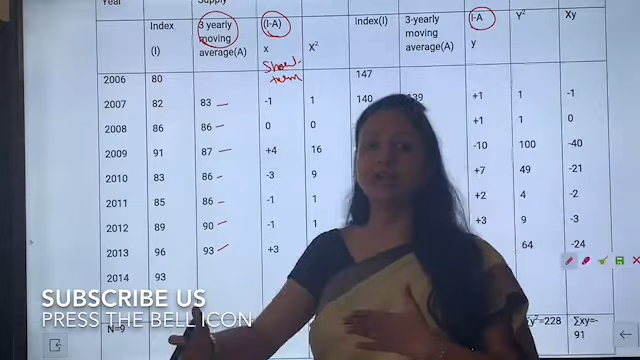 Year Supply
Index (I) 3 yearly moving average(A) (I-A) x X² Index(I) 3-yearly moving average(A) I-A y Y² Xy
Short term
2006 80 147
2007 82 83 -1 1 140 139 +1 1 -1
2008 86 86 0 0 +1 1 0
2009 91 87 +4 16 -10 100 -40
2010 83 86 -3 9 +7 49 -21
2011 85 86 -1 1 +2 4 -2
2012 89 90 -1 1 +3 9 -3
2013 96 93 +3 64 -24
2014 93
SUBSCRIBE US
PRESS THE BELL ICON
N=9 y²=228 ∑xy=-91